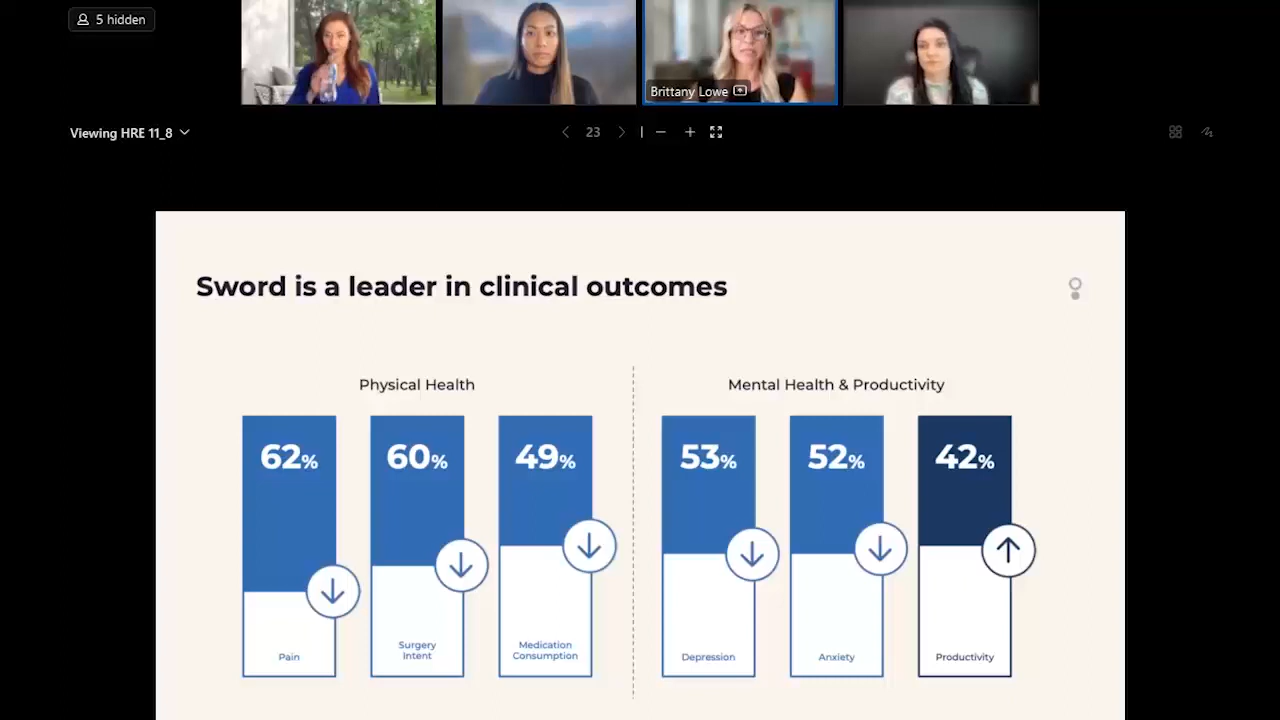 5 hidden
Brittany Lowe
Viewing HRE 11_8
23
Sword is a leader in clinical outcomes
Physical Health
62%
60%
49%
Pain
Surgery
Intent
Medication
Consumption
Mental Health & Productivity
53%
52%
42%
Depression
Anxiety
Productivity